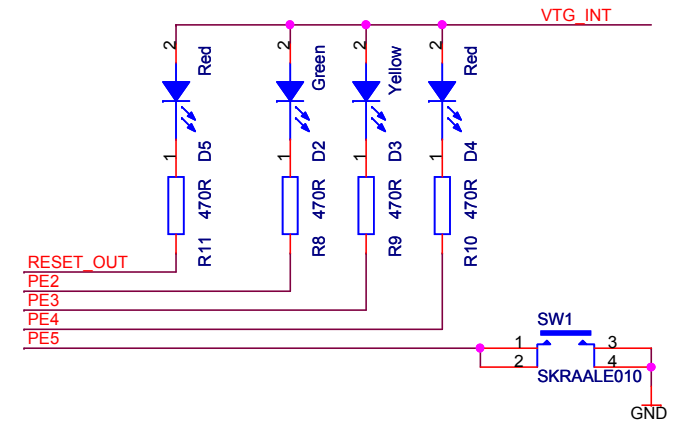 VTG_INT
2 Red
2 Green
2 Yellow
2 Red
1 D5
1 D2
1 D3
1 D4
470R
470R
470R
470R
R11
R8
R9
R10
RESET_OUT
PE2
PE3
PE4
PE5
SW1
1 3
2 4
SKRAALE010
GND